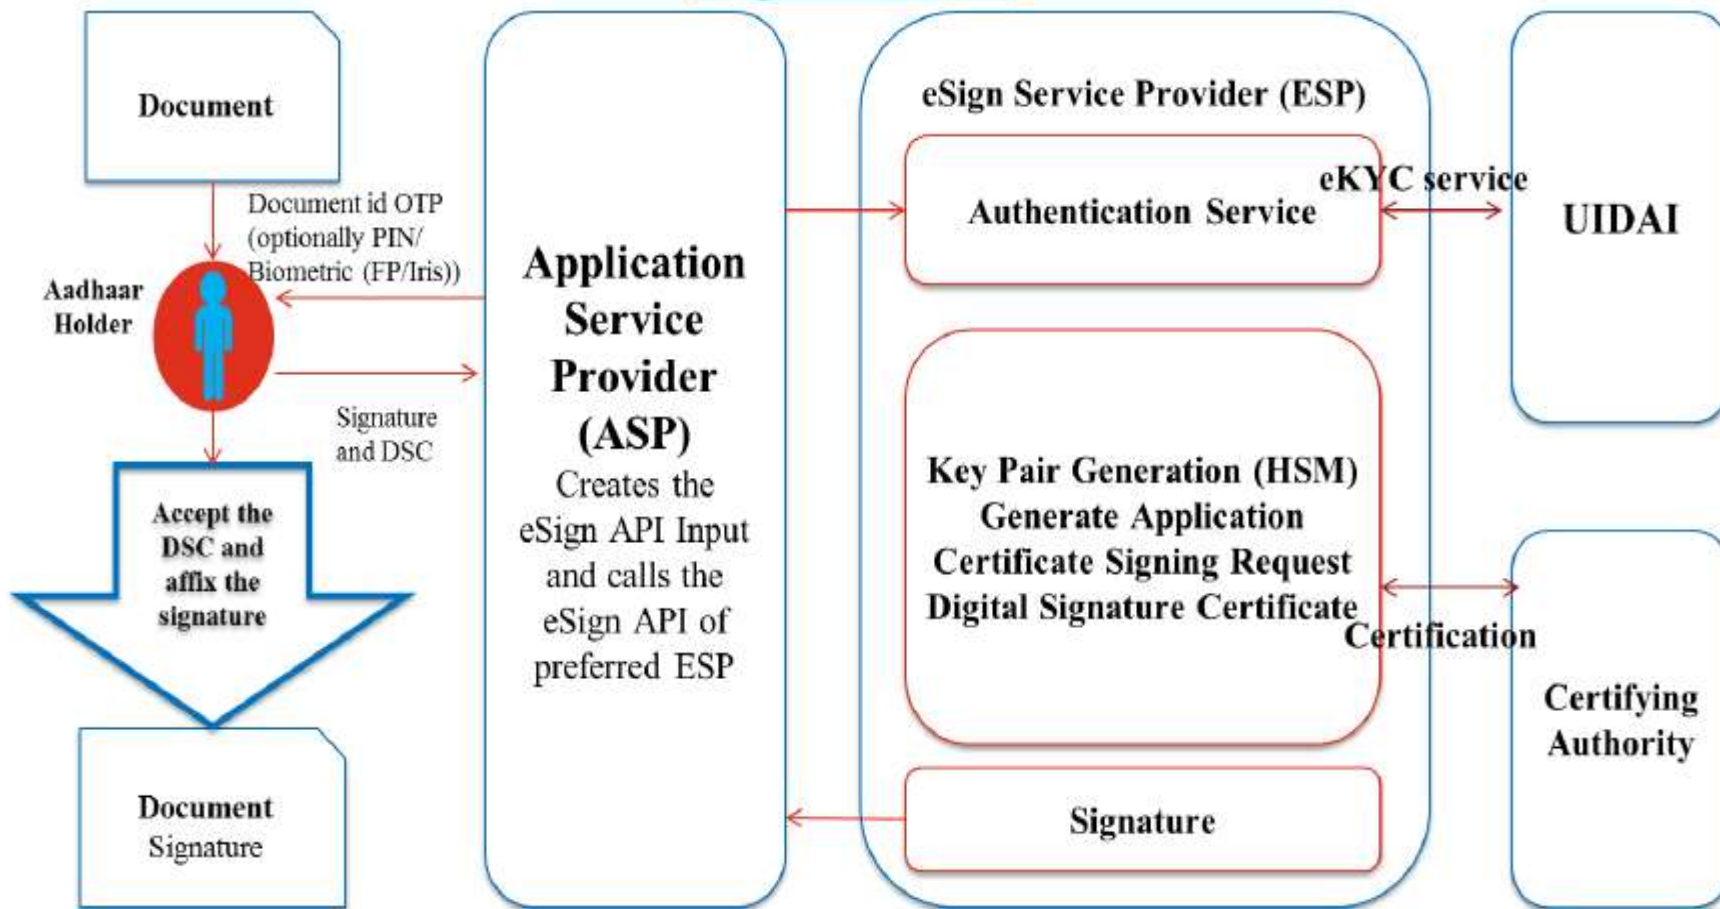 Document
Document id OTP
(optionally PIN/
Biometric (FP/Iris))
Aadhaar
Holder
Signature
and DSC
Accept the
DSC and
affix the
signature
Document
Signature
Application
Service
Provider
(ASP)
Creates the
eSign API Input
and calls the
eSign API of
preferred ESP
eSign Service Provider (ESP)
Authentication Service
eKYC service
UIDAI
Key Pair Generation (HSM)
Generate Application
Certificate Signing Request
Digital Signature Certificate
Certification
Certifying
Authority
Signature